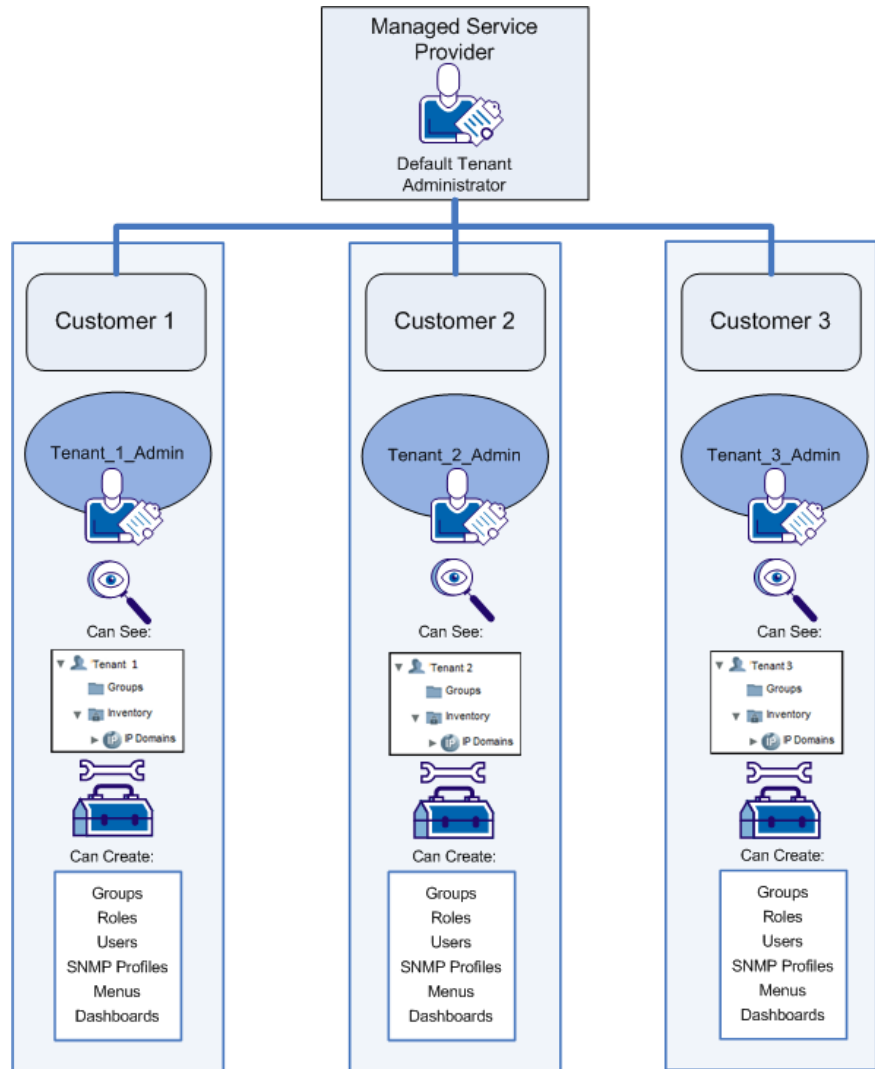 Managed Service
Provider
Default Tenant
Administrator
Customer 1
Tenant_1_Admin
Can See:
Tenant 1
Groups
Inventory
IP IP Domains
Can Create:
Groups
Roles
Users
SNMP Profiles
Menus
Dashboards
Customer 2
Tenant_2_Admin
Can See:
Tenant 2
Groups
Inventory
IP IP Domains
Can Create:
Groups
Roles
Users
SNMP Profiles
Menus
Dashboards
Customer 3
Tenant_3_Admin
Can See:
Tenant 3
Groups
Inventory
IP IP Domains
Can Create:
Groups
Roles
Users
SNMP Profiles
Menus
Dashboards